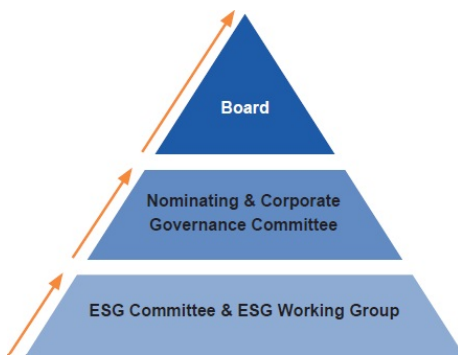 Board
Nominating & Corporate
Governance Committee
ESG Committee & ESG Working Group